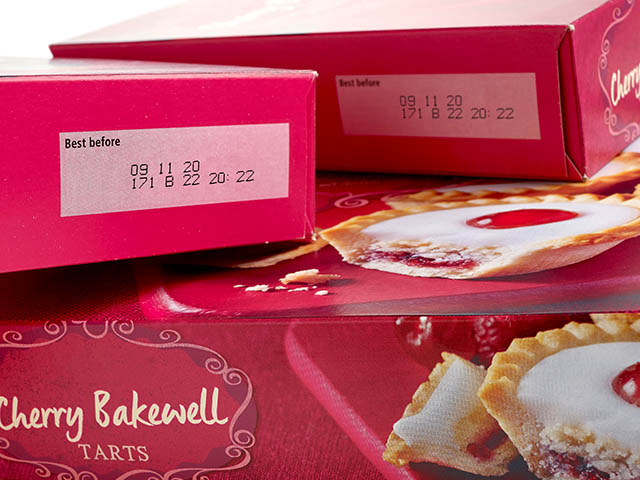 Best before
09 11 20
171 B 22 20: 22
Best before
09 11 20
171 B 22 20: 22
Cherry
Cherry Bakewell
TARTS